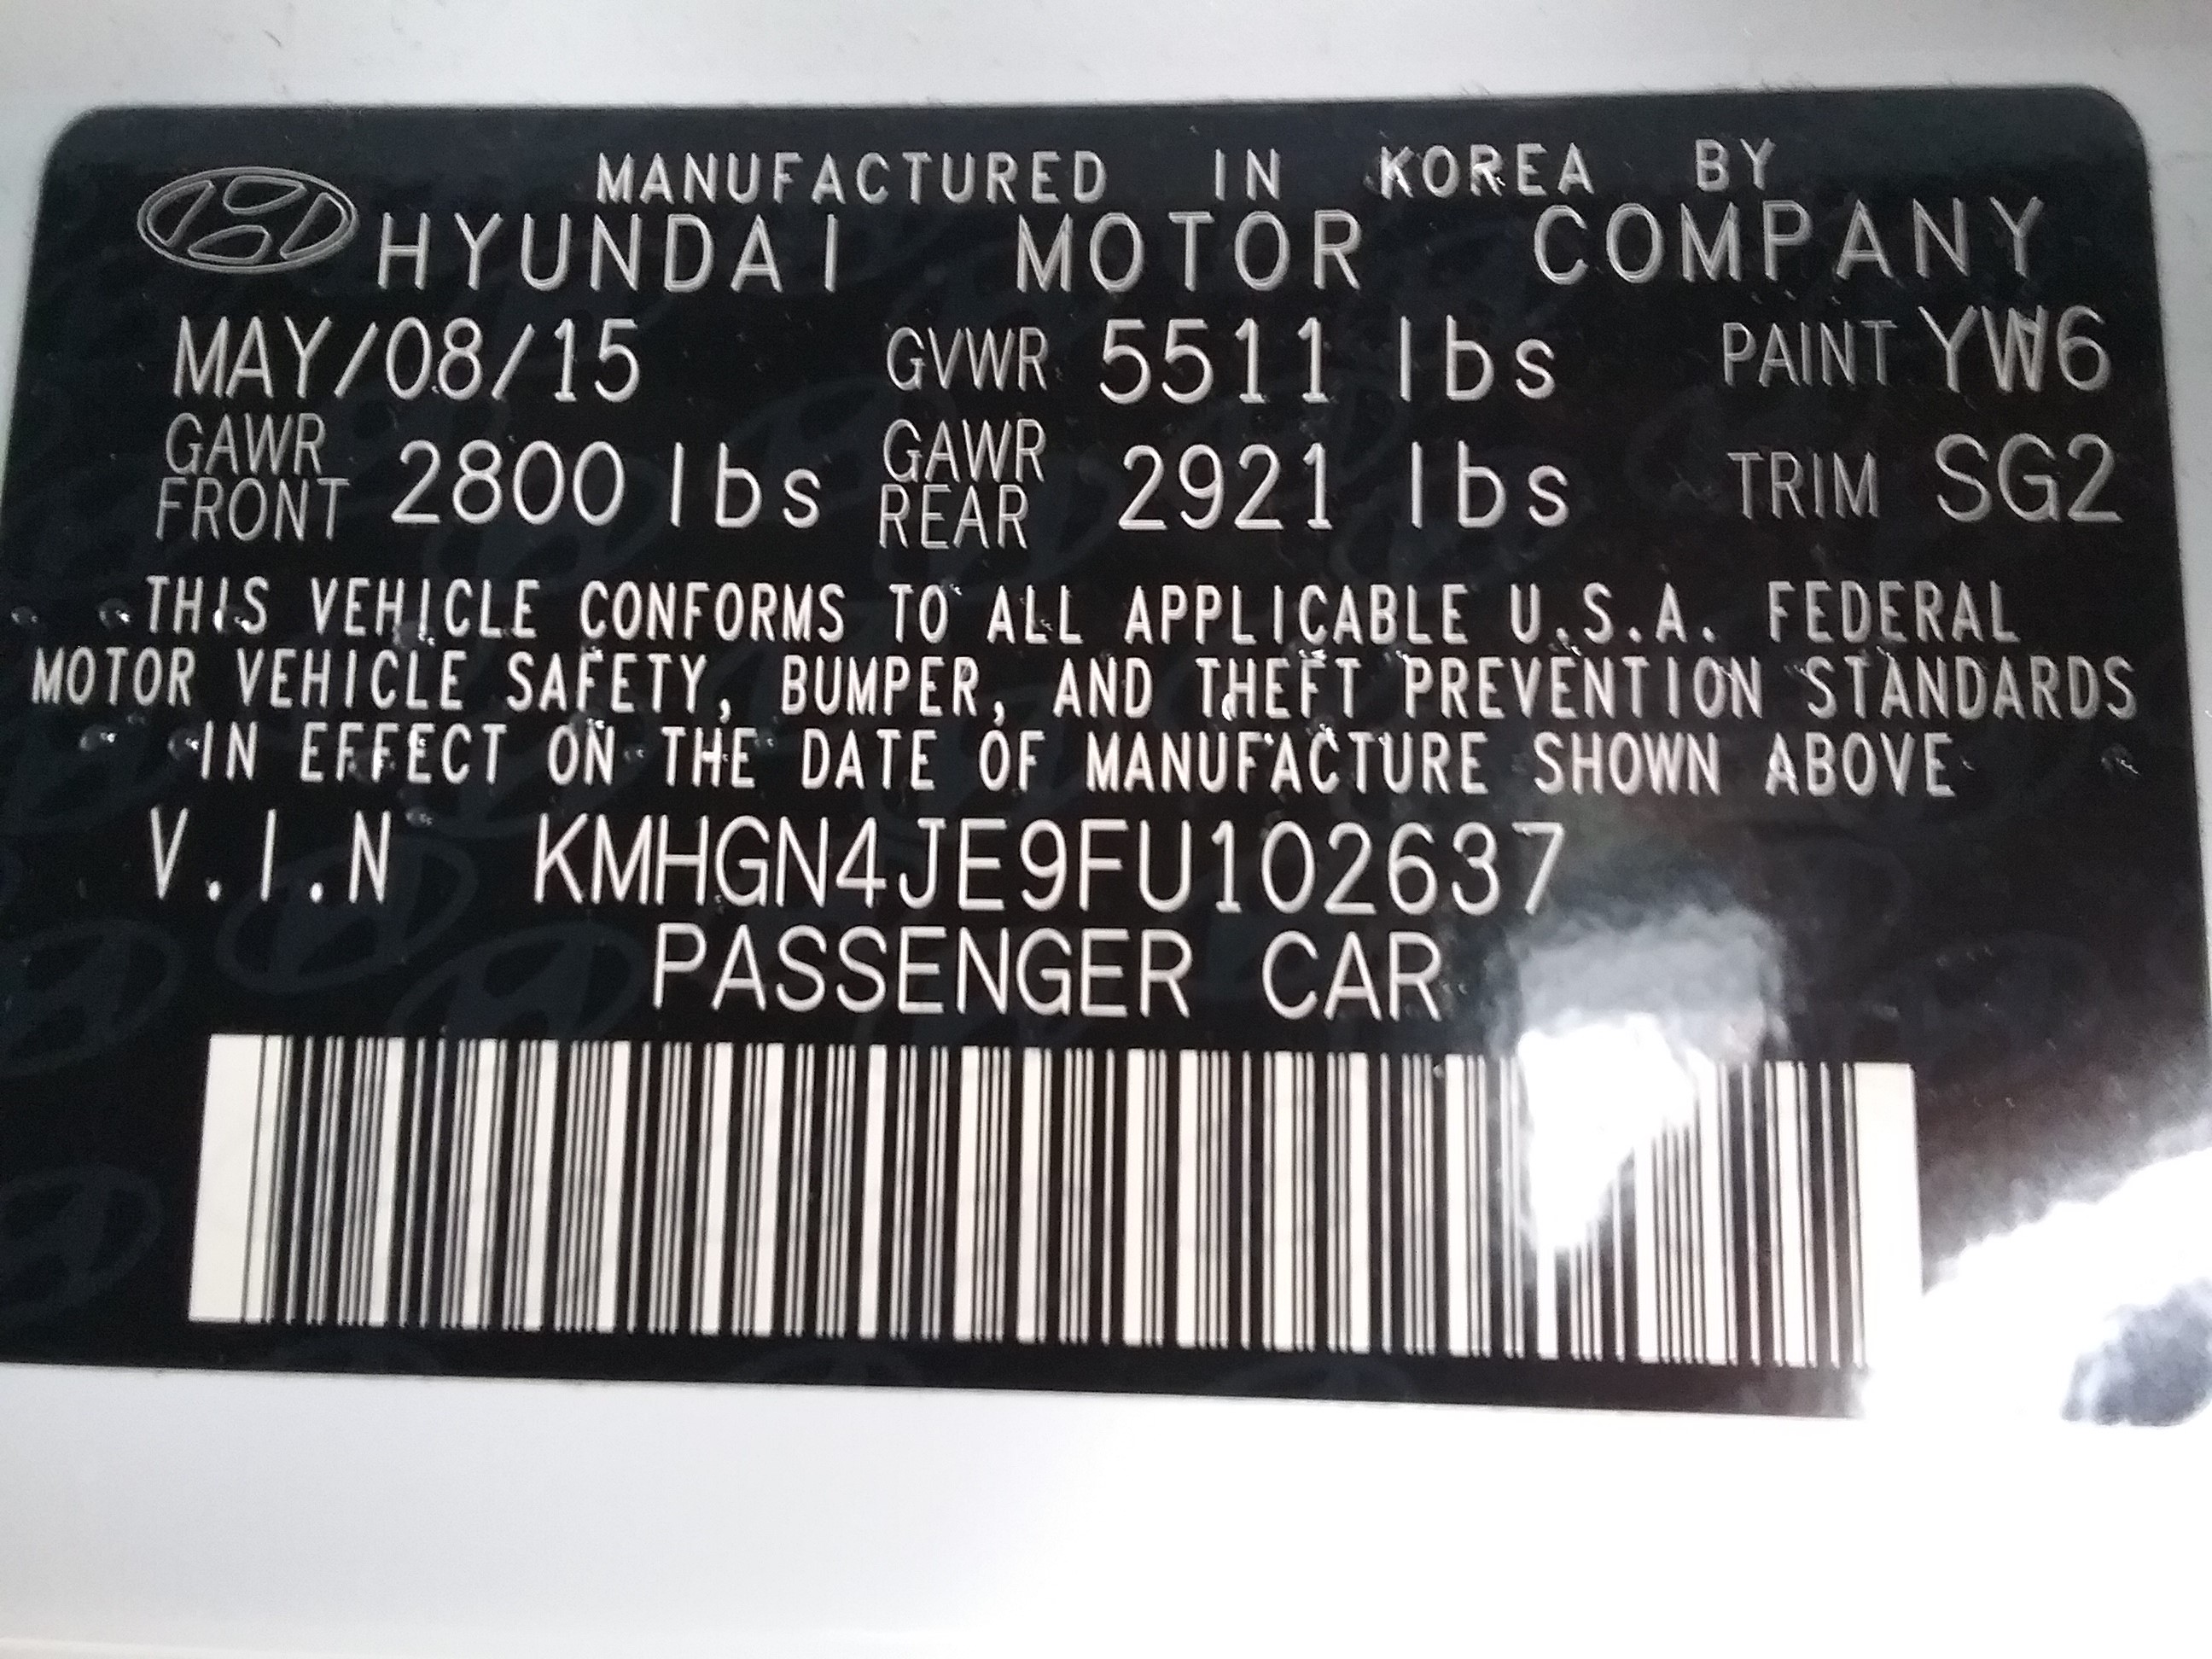 MANUFACTURED IN KOREA BY
HYUNDAI MOTOR COMPANY
MAY/08/15 GVWR 5511 lbs PAINT YW6
GAWR FRONT 2800 lbs GAWR REAR 2921 lbs TRIM SG2
THIS VEHICLE CONFORMS TO ALL APPLICABLE U.S.A. FEDERAL
MOTOR VEHICLE SAFETY, BUMPER, AND THEFT PREVENTION STANDARDS
IN EFFECT ON THE DATE OF MANUFACTURE SHOWN ABOVE
V.I.N KMHGN4JE9FU102637
PASSENGER CAR